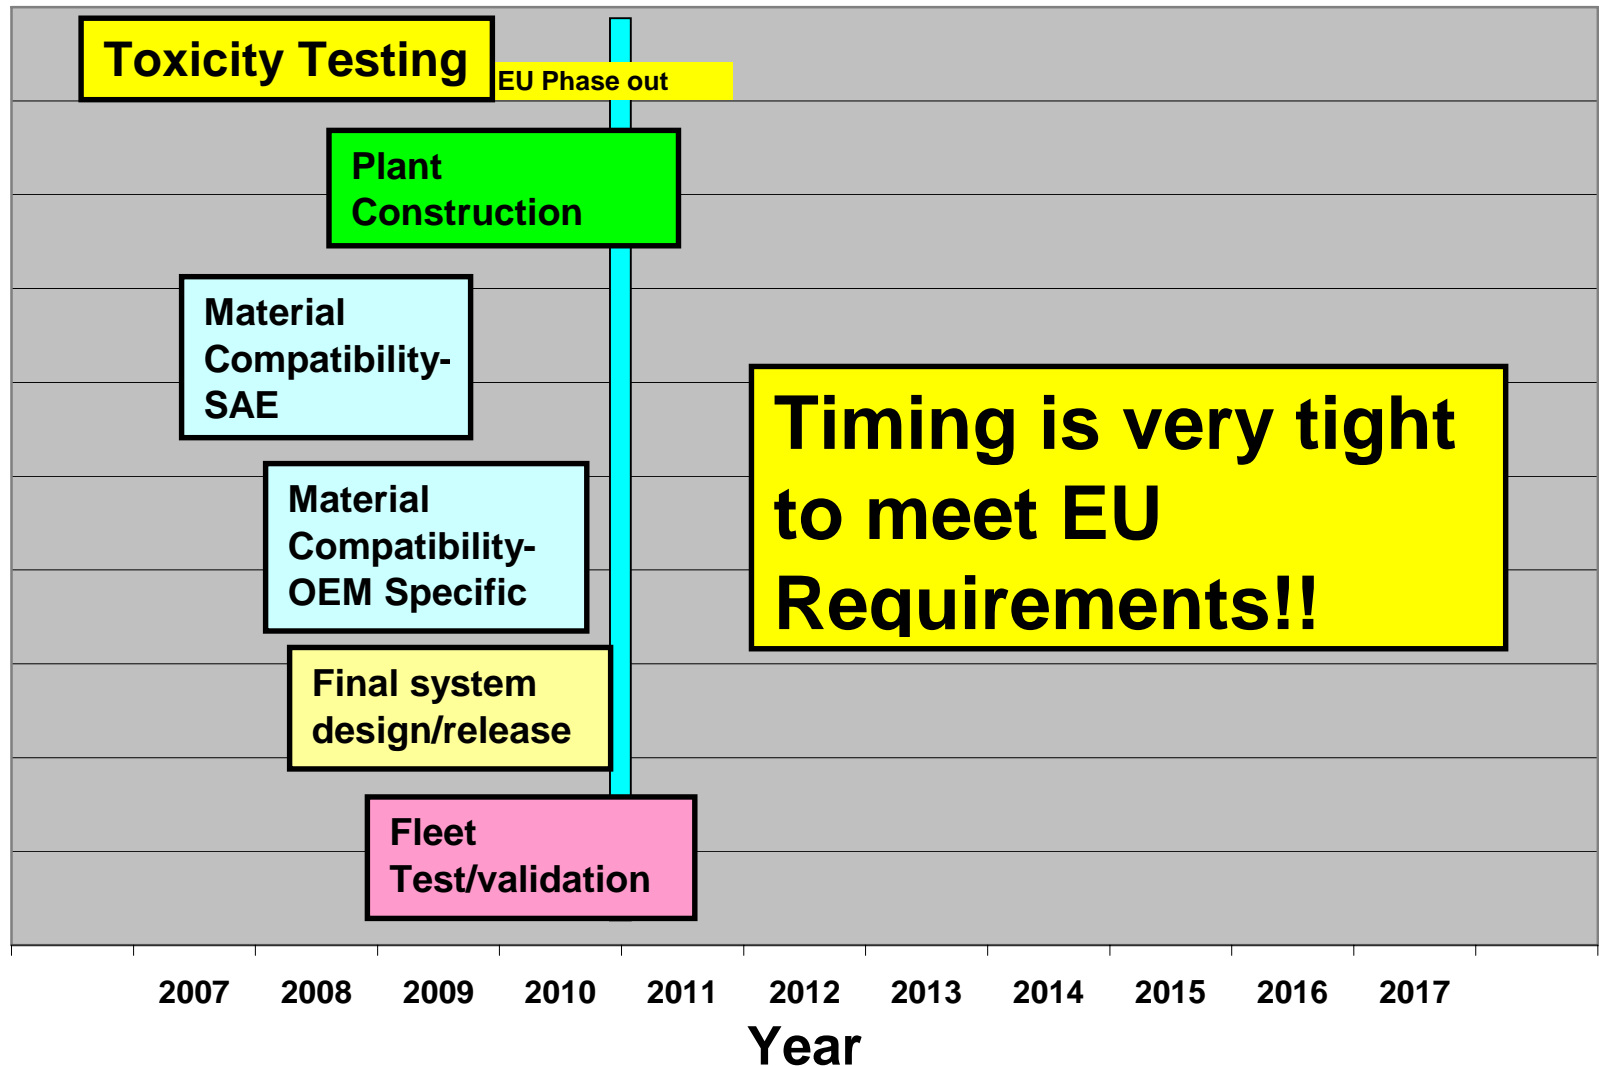 Toxicity Testing
EU Phase out
Plant
Construction
Material
Compatibility-
SAE
Timing is very tight
to meet EU
Requirements!!
Material
Compatibility-
OEM Specific
Final system
design/release
Fleet
Test/validation
2007 2008 2009 2010 2011 2012 2013 2014 2015 2016 2017
Year